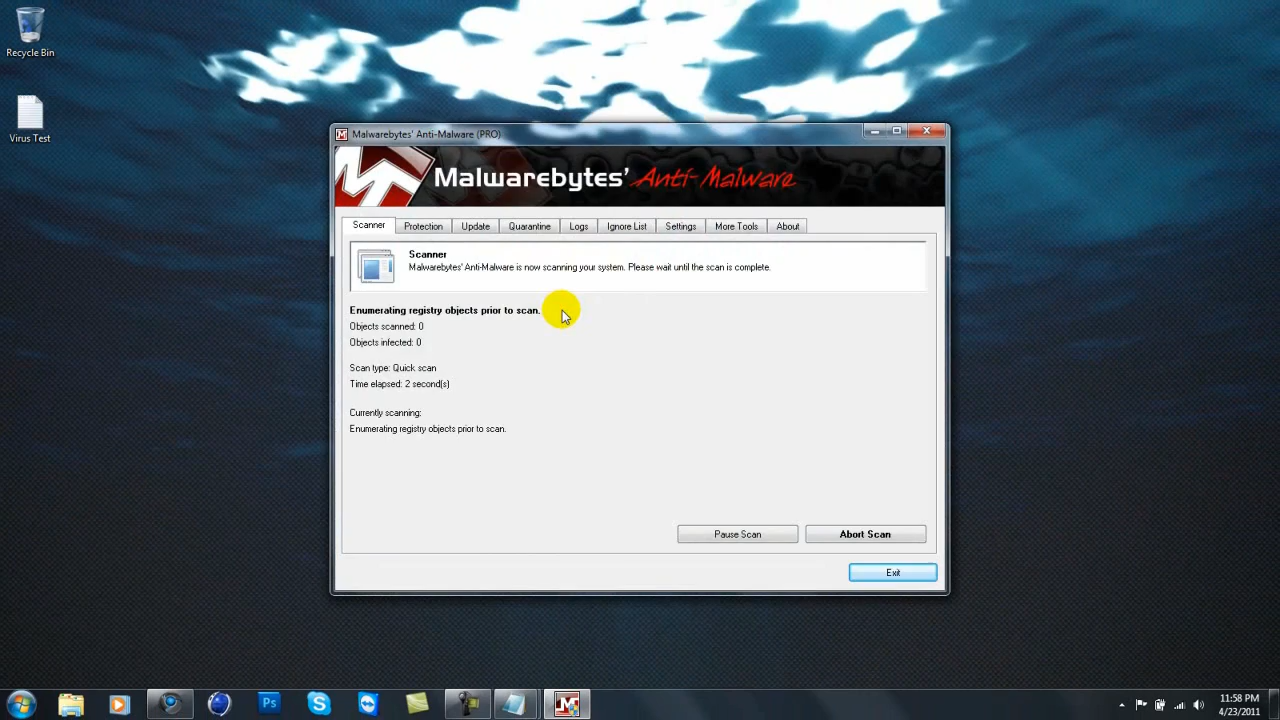 Recycle Bin
Virus Test
Malwarebytes' Anti-Malware (PRO)
Malwarebytes' Anti-Malware
Scanner Protection Update Quarantine Logs Ignore List Settings More Tools About
Scanner
Malwarebytes' Anti-Malware is now scanning your system. Please wait until the scan is complete.
Enumerating registry objects prior to scan.
Objects scanned: 0
Objects infected: 0
Scan type: Quick scan
Time elapsed: 2 second(s)
Currently scanning:
Enumerating registry objects prior to scan.
Pause Scan Abort Scan
Exit
Ps
11:58 PM
4/23/2011